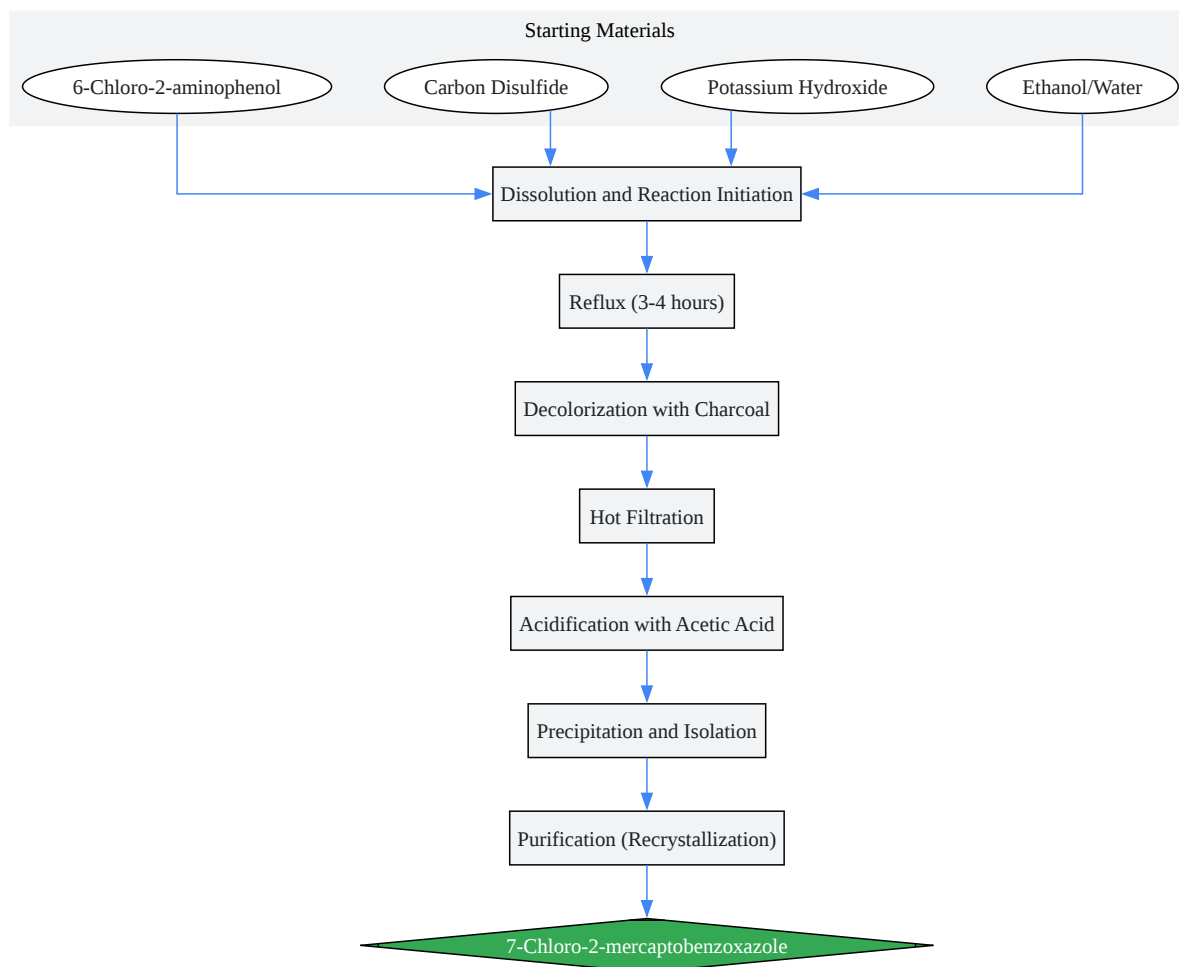 Starting Materials
6-Chloro-2-aminophenol
Carbon Disulfide
Potassium Hydroxide
Ethanol/Water
Dissolution and Reaction Initiation
Reflux (3-4 hours)
Decolorization with Charcoal
Hot Filtration
Acidification with Acetic Acid
Precipitation and Isolation
Purification (Recrystallization)
7-Chloro-2-mercaptobenzoxazole